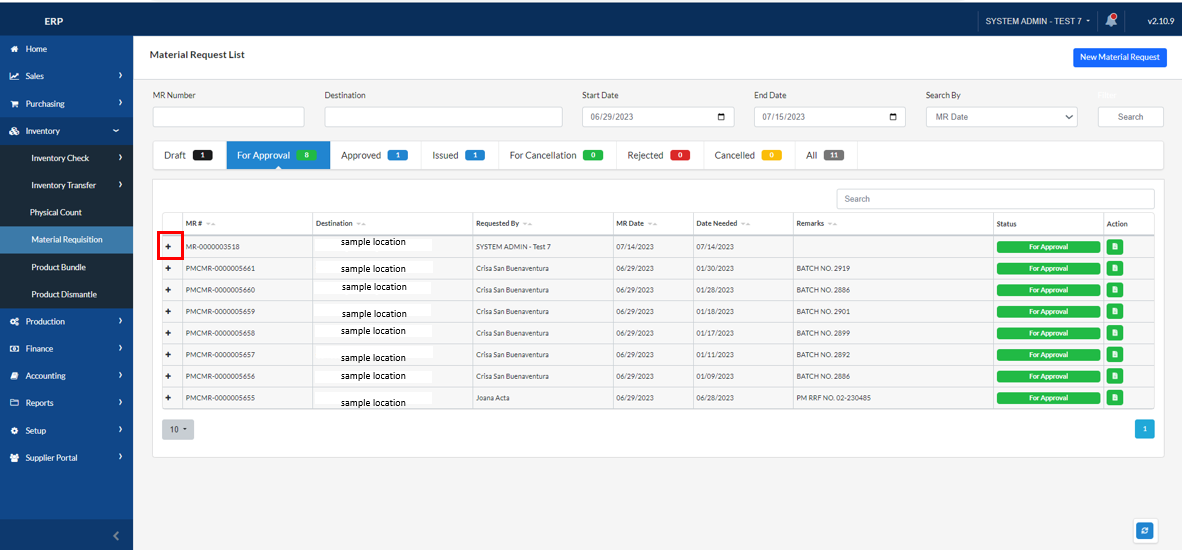 ERP
SYSTEM ADMIN - TEST 7
v2.10.9
Home
Sales
Purchasing
Inventory
Inventory Check
Inventory Transfer
Physical Count
Material Requisition
Product Bundle
Product Dismantle
Production
Finance
Accounting
Reports
Setup
Supplier Portal
Material Request List
New Material Request
MR Number Destination Start Date End Date Search By Filter
06/29/2023 07/15/2023 MR Date Search
Draft 1 For Approval 8 Approved 1 Issued 1 For Cancellation 0 Rejected 0 Cancelled 0 All 11
Search
MR # Destination Requested By MR Date Date Needed Remarks Status Action
+ MR-0000003518 sample location SYSTEM ADMIN - Test 7 07/14/2023 07/14/2023 For Approval
+ PMCMR-0000005661 sample location Crisa San Buenaventura 06/29/2023 01/30/2023 BATCH NO. 2919 For Approval
+ PMCMR-0000005660 sample location Crisa San Buenaventura 06/29/2023 01/28/2023 BATCH NO. 2886 For Approval
+ PMCMR-0000005659 sample location Crisa San Buenaventura 06/29/2023 01/18/2023 BATCH NO. 2901 For Approval
+ PMCMR-0000005658 sample location Crisa San Buenaventura 06/29/2023 01/17/2023 BATCH NO. 2899 For Approval
+ PMCMR-0000005657 sample location Crisa San Buenaventura 06/29/2023 01/11/2023 BATCH NO. 2892 For Approval
+ PMCMR-0000005656 sample location Crisa San Buenaventura 06/29/2023 01/09/2023 BATCH NO. 2886 For Approval
+ PMCMR-0000005655 sample location Joana Acta 06/29/2023 06/28/2023 PM RRF NO. 02-230485 For Approval
10
1